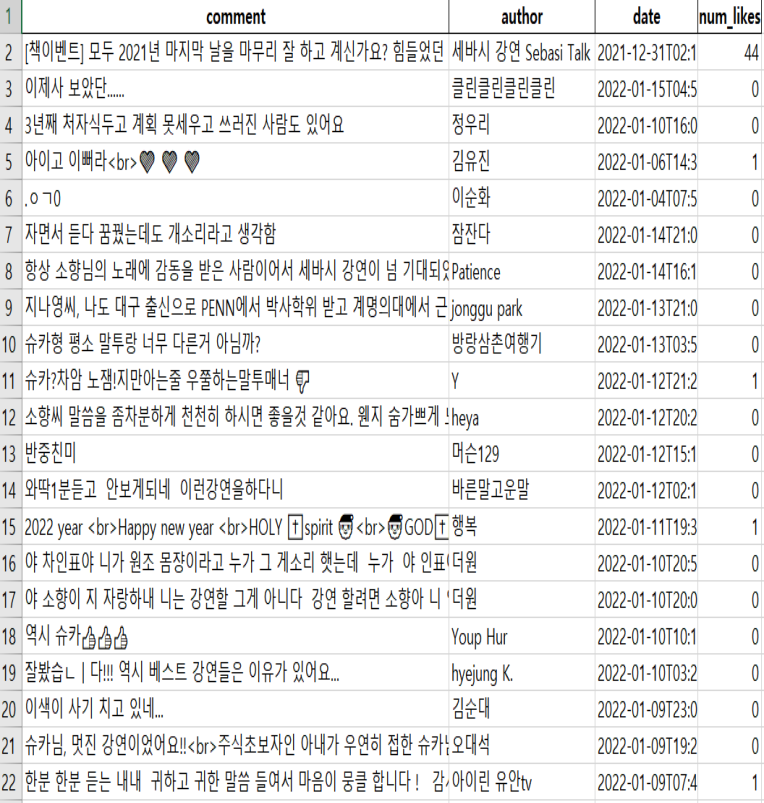 1 comment author date num_likes
2 [책이벤트] 모두 2021년 마지막 날을 마무리 잘 하고 계신가요? 힘들었던 세바시 강연 Sebasi Talk 2021-12-31T02:1 44
3 이제사 보았단...... 클린클린클린클린 2022-01-15T04:5 0
4 3년째 처자식두고 계획 못세우고 쓰러진 사람도 있어요 정우리 2022-01-10T16:0 0
5 아이고 이뻐라<br>♥ ♥ ♥ 김유진 2022-01-06T14:3 1
6 .ㅇㄱ0 이순화 2022-01-04T07:5 0
7 자면서 듣다 꿈꿨는데도 개소리라고 생각함 잠잔다 2022-01-14T21:0 0
8 항상 소향님의 노래에 감동을 받은 사람이어서 세바시 강연이 넘 Patience 2022-01-14T16:1 0
9 지나영씨, 나도 대구 출신으로 PENN에서 박사학위 받고 계명의대에서 근 jonggu park 2022-01-13T21:0 0
10 슈카형 평소 말투랑 너무 다른거 아님까? 방랑삼촌여행기 2022-01-13T03:5 0
11 슈카?차암 노잼!지만아는줄 우쭐하는말투매너 👎 Y 2022-01-12T21:2 1
12 소향씨 말씀을 좀차분하게 천천히 하시면 좋을것 같아요. 웬지 숨가쁘게 heya 2022-01-12T20:2 0
13 반중친미 머슨129 2022-01-12T15:1 0
14 와딱1분듣고  안보게되네  이런강연을하다니 바른말고운말 2022-01-12T02:1 0
15 2022 year <br>Happy new year <br>HOLY ✝spirit 🎅<br>🎅GOD✝ 행복 2022-01-11T19:3 1
16 야 차인표야 니가 원조 몸쟝이라고 누가 그 게소리 햇는데  누가  야 더원 2022-01-10T20:5 0
17 야 소향이 지 자랑하내 니는 강연할 그게 아니다  강연 할려면 소향아 니 더원 2022-01-10T20:0 0
18 역시 슈카👍👍👍 Youp Hur 2022-01-10T10:1 0
19 잘봤습ㄴㅣ다!!! 역시 베스트 강연들은 이유가 있어요... hyejung K. 2022-01-10T03:2 0
20 이색이 사기 치고 있네... 김순대 2022-01-09T23:0 0
21 슈카님, 멋진 강연이었어요!!<br>주식초보자인 아내가 우연히 접한 오대석 2022-01-09T19:2 0
22 한분 한분 듣는 내내  귀하고 귀한 말씀 들여서 마음이 뭉클 합니다 ! 아이린 유안tv 2022-01-09T07:4 1